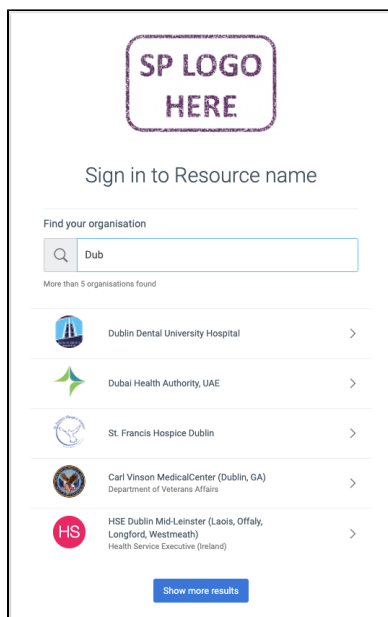 SP LOGO
HERE
Sign in to Resource name
Find your organisation
Dub
More than 5 organisations found
Dublin Dental University Hospital
Dubai Health Authority, UAE
St. Francis Hospice Dublin
Carl Vinson MedicalCenter (Dublin, GA)
Department of Veterans Affairs
HS
HSE Dublin Mid-Leinster (Laois, Offaly,
Longford, Westmeath)
Health Service Executive (Ireland)
Show more results